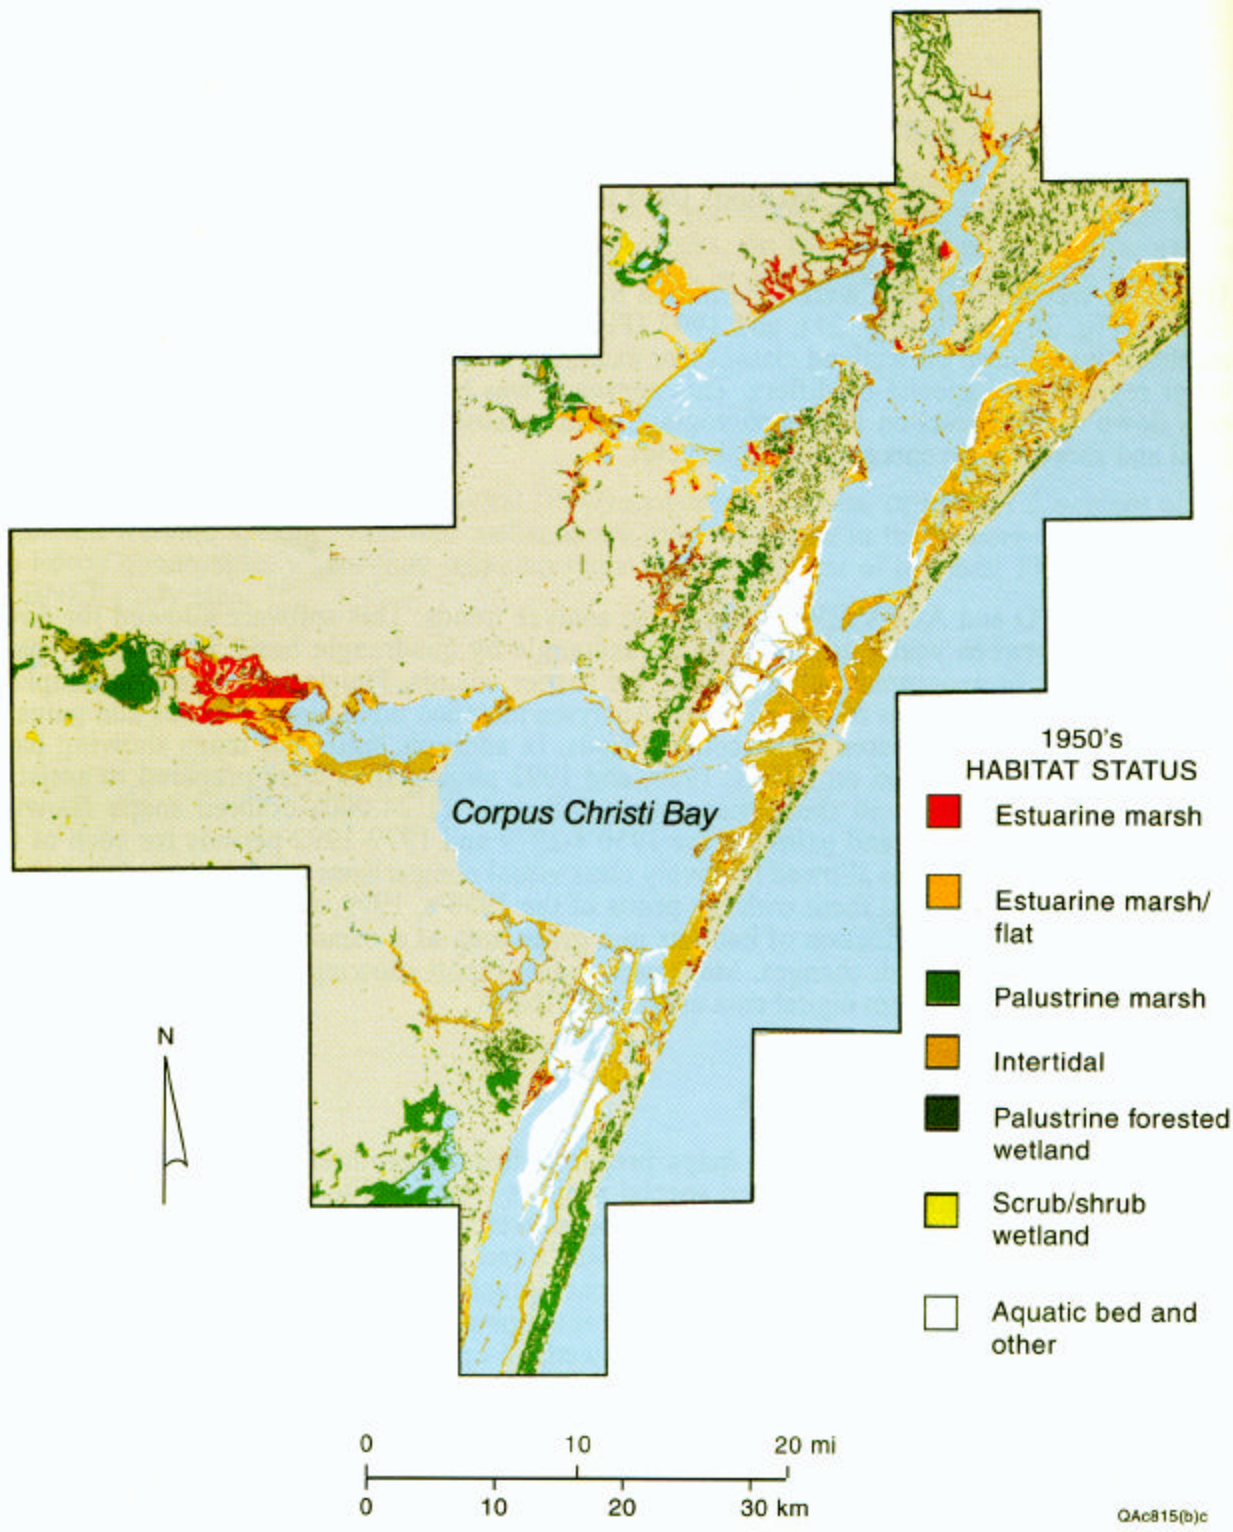 Corpus Christi Bay
1950's
HABITAT STATUS
Estuarine marsh
Estuarine marsh/
flat
Palustrine marsh
Intertidal
Palustrine forested
wetland
Scrub/shrub
wetland
Aquatic bed and
other
N
0 10 20 mi
0 10 20 30 km
QAc815(b)c